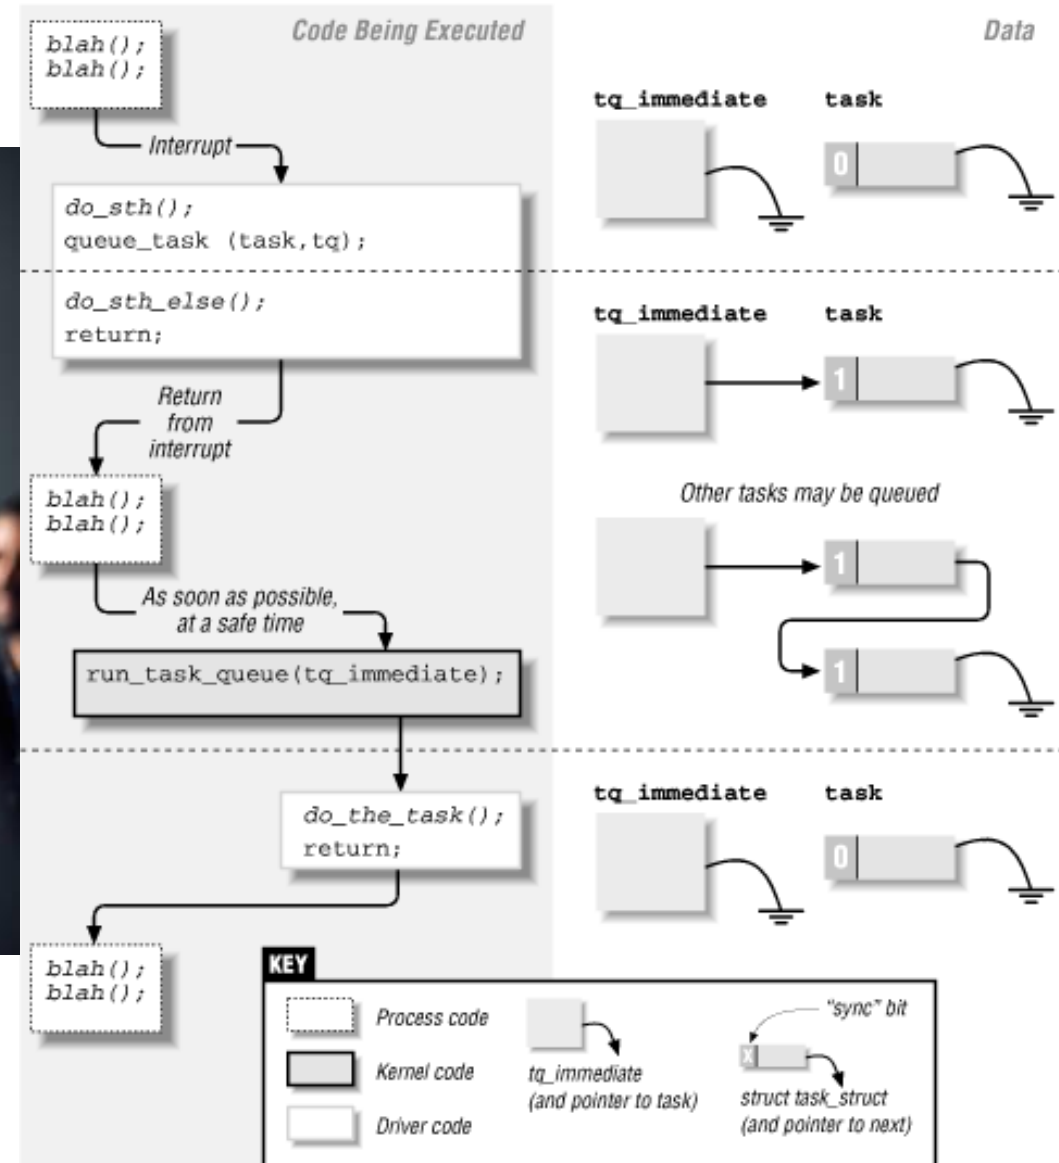 Code Being Executed
Data
blah();
blah();
Interrupt
do_sth();
queue_task (task,tq);
do_sth_else();
return;
Return
from
interrupt
blah();
blah();
As soon as possible,
at a safe time
run_task_queue(tq_immediate);
do_the_task();
return;
blah();
blah();
tq_immediate task
0
tq_immediate task
1
Other tasks may be queued
1
1
tq_immediate task
0
KEY
Process code
Kernel code
Driver code
tq_immediate
(and pointer to task)
"sync" bit
X
struct task_struct
(and pointer to next)